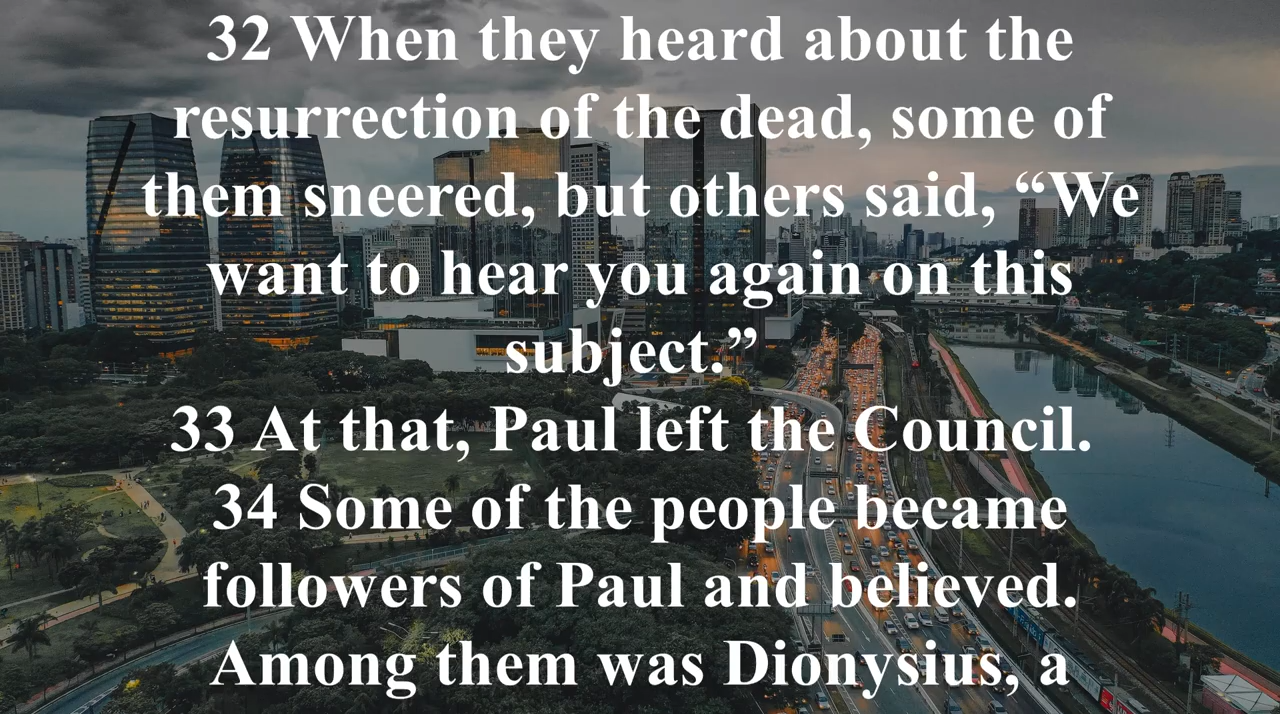 32 When they heard about the
resurrection of the dead, some of
them sneered, but others said, “We
want to hear you again on this
subject.”
33 At that, Paul left the Council.
34 Some of the people became
followers of Paul and believed.
Among them was Dionysius, a